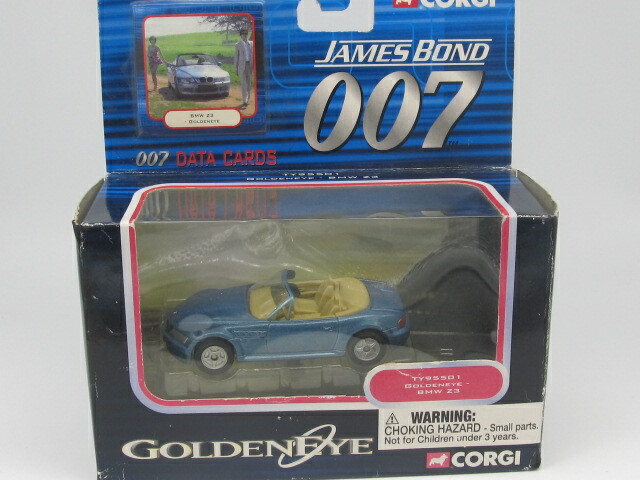 CORGI
JAMES BOND
007
BMW Z3
- GOLDENEYE
007 DATA CARDS
TY95501
GOLDENEYE - BMW Z3
TY95501
GOLDENEYE -
BMW Z3
GOLDENEYE
WARNING:
CHOKING HAZARD - Small parts.
Not for Children under 3 years.
CORGI